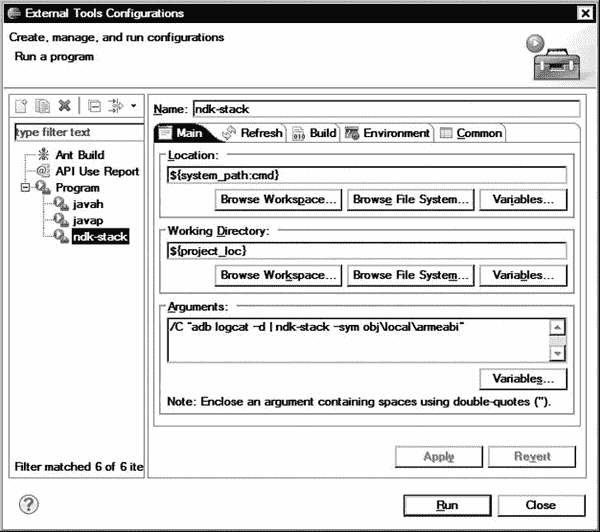 External Tools Configurations
Create, manage, and run configurations
Run a program
type filter text
Ant Build
API Use Report
Program
javah
javap
ndk-stack
Filter matched 6 of 6 ite
Name: ndk-stack
Main Refresh Build Environment Common
Location:
${system_path:cmd}
Browse Workspace... Browse File System... Variables...
Working Directory:
${project_loc}
Browse Workspace... Browse File System... Variables...
Arguments:
/C "adb logcat -d | ndk-stack -sym obj\local\armeabi"
Variables...
Note: Enclose an argument containing spaces using double-quotes (").
Apply Revert
Run Close